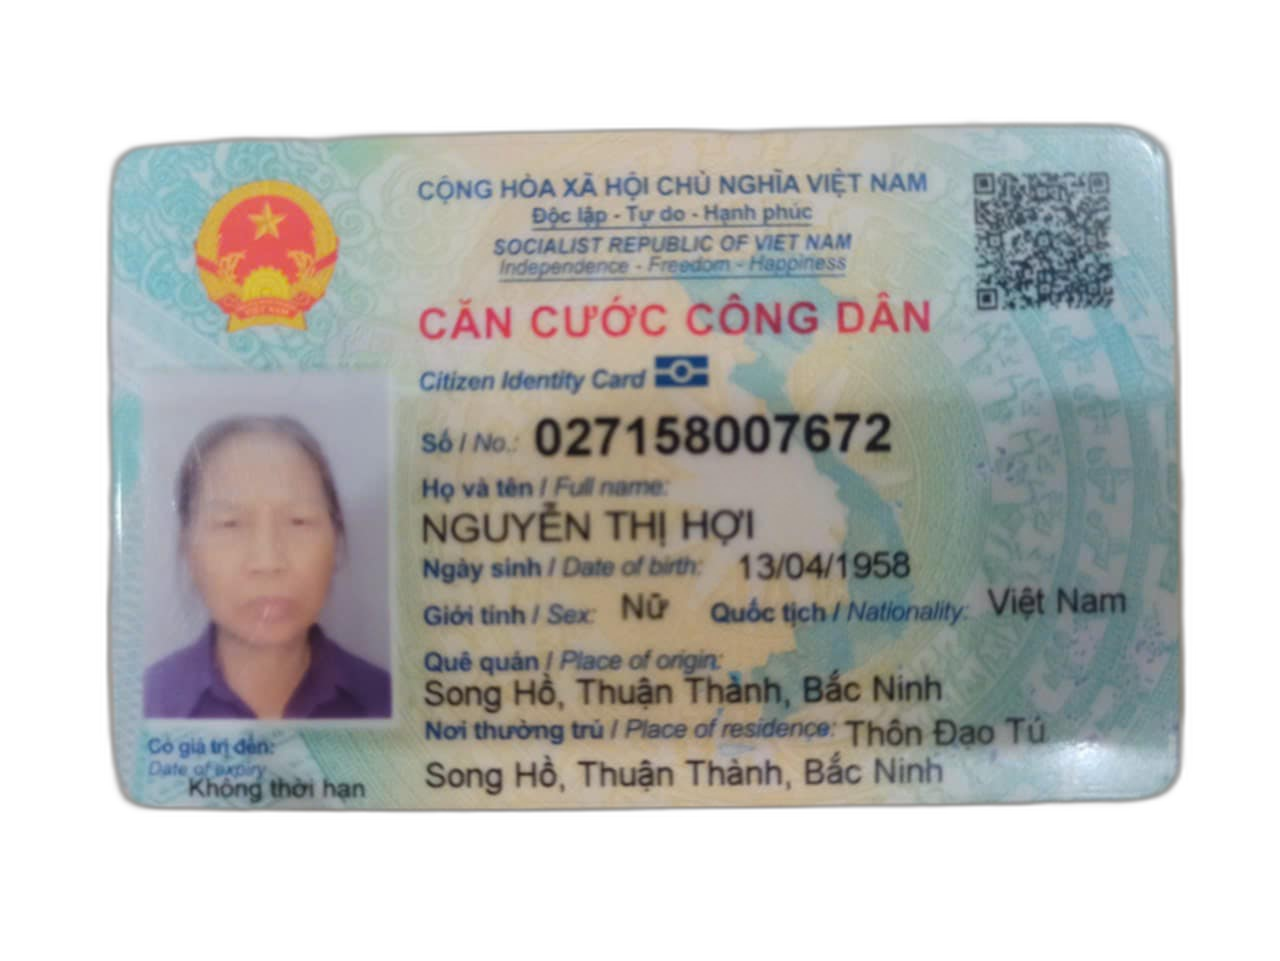 CỘNG HÒA XÃ HỘI CHỦ NGHĨA VIỆT NAM
Độc lập - Tự do - Hạnh phúc
SOCIALIST REPUBLIC OF VIET NAM
Independence - Freedom - Happiness
CĂN CƯỚC CÔNG DÂN
Citizen Identity Card
Số / No.: 027158007672
Họ và tên / Full name:
NGUYỄN THỊ HỢI
Ngày sinh / Date of birth: 13/04/1958
Giới tính / Sex: Nữ Quốc tịch / Nationality: Việt Nam
Quê quán / Place of origin:
Song Hồ, Thuận Thành, Bắc Ninh
Nơi thường trú / Place of residence: Thôn Đạo Tú
Song Hồ, Thuận Thành, Bắc Ninh
Có giá trị đến:
Date of expiry
Không thời hạn
VIỆT NAM